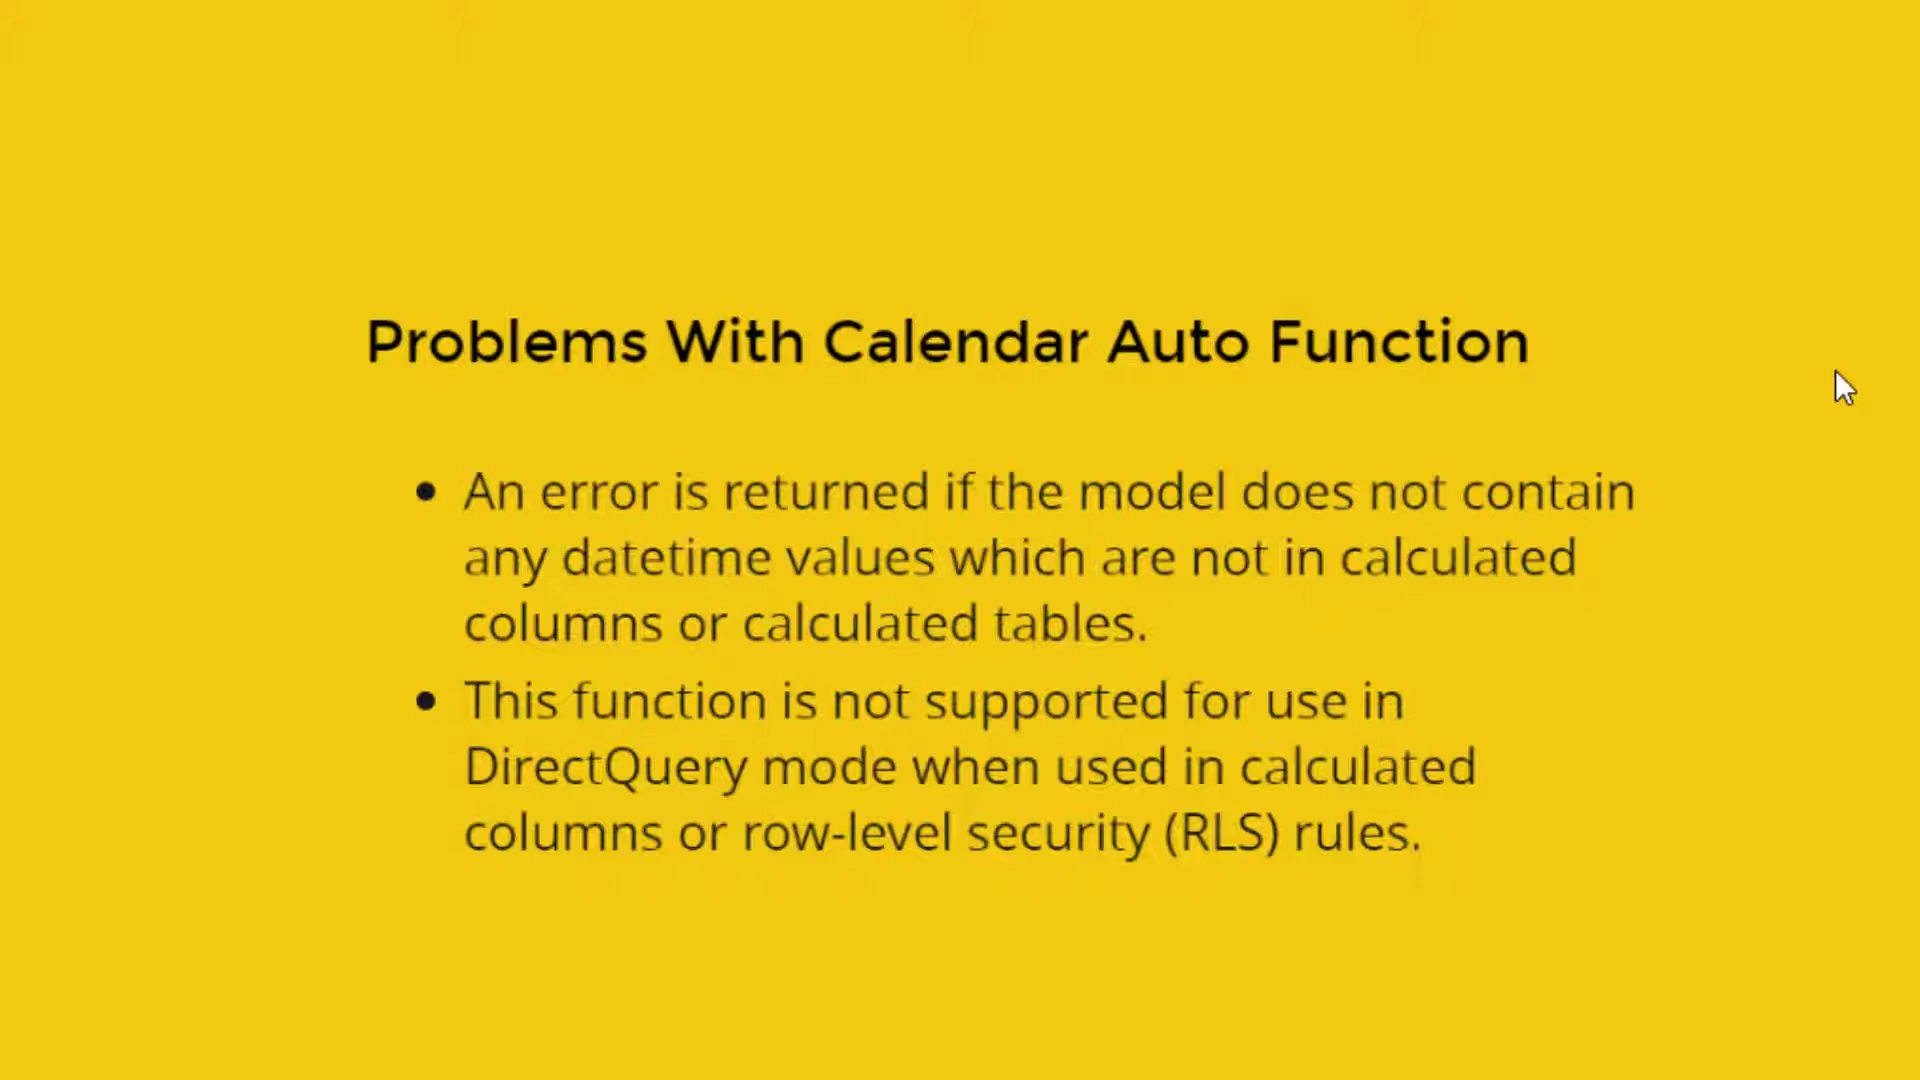 Problems With Calendar Auto Function
• An error is returned if the model does not contain
any datetime values which are not in calculated
columns or calculated tables.
• This function is not supported for use in
DirectQuery mode when used in calculated
columns or row-level security (RLS) rules.